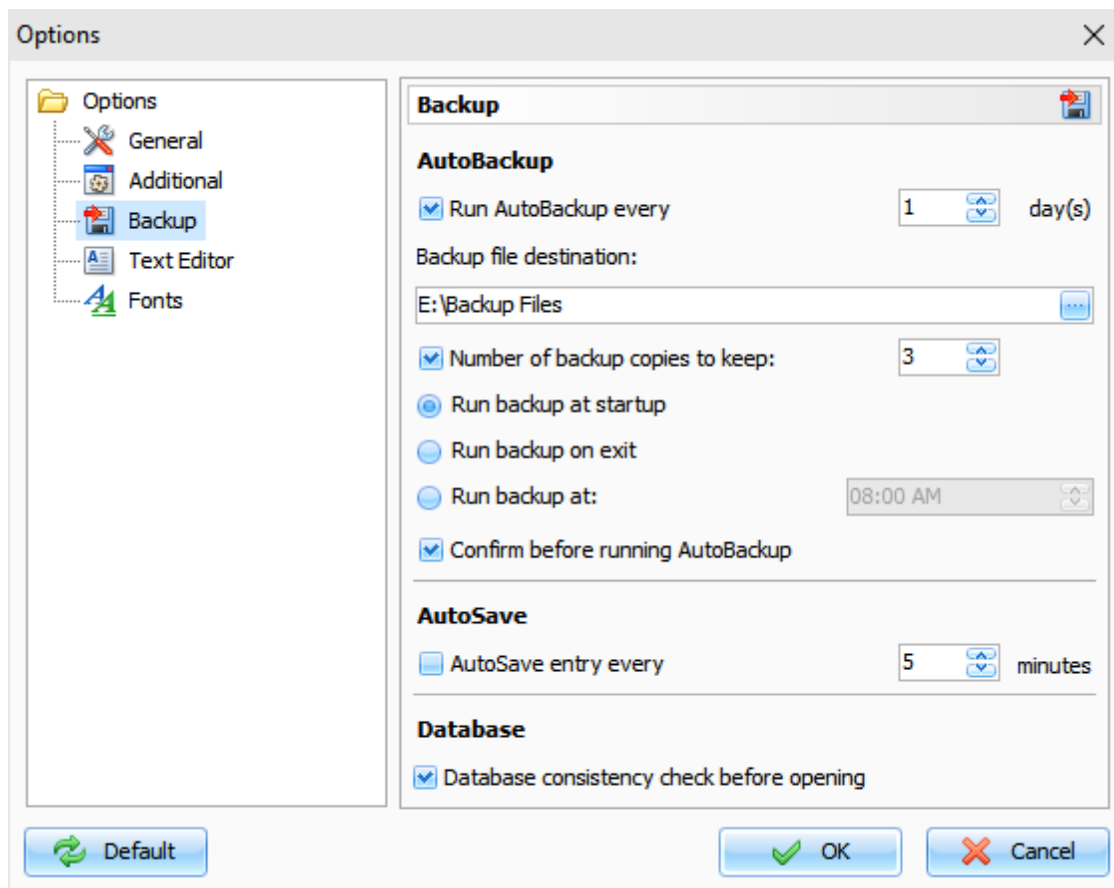 Options
Options
General
Additional
Backup
Text Editor
Fonts
Backup
AutoBackup
Run AutoBackup every 1 day(s)
Backup file destination:
E:\Backup Files
Number of backup copies to keep: 3
Run backup at startup
Run backup on exit
Run backup at: 08:00 AM
Confirm before running AutoBackup
AutoSave
AutoSave entry every 5 minutes
Database
Database consistency check before opening
Default OK Cancel